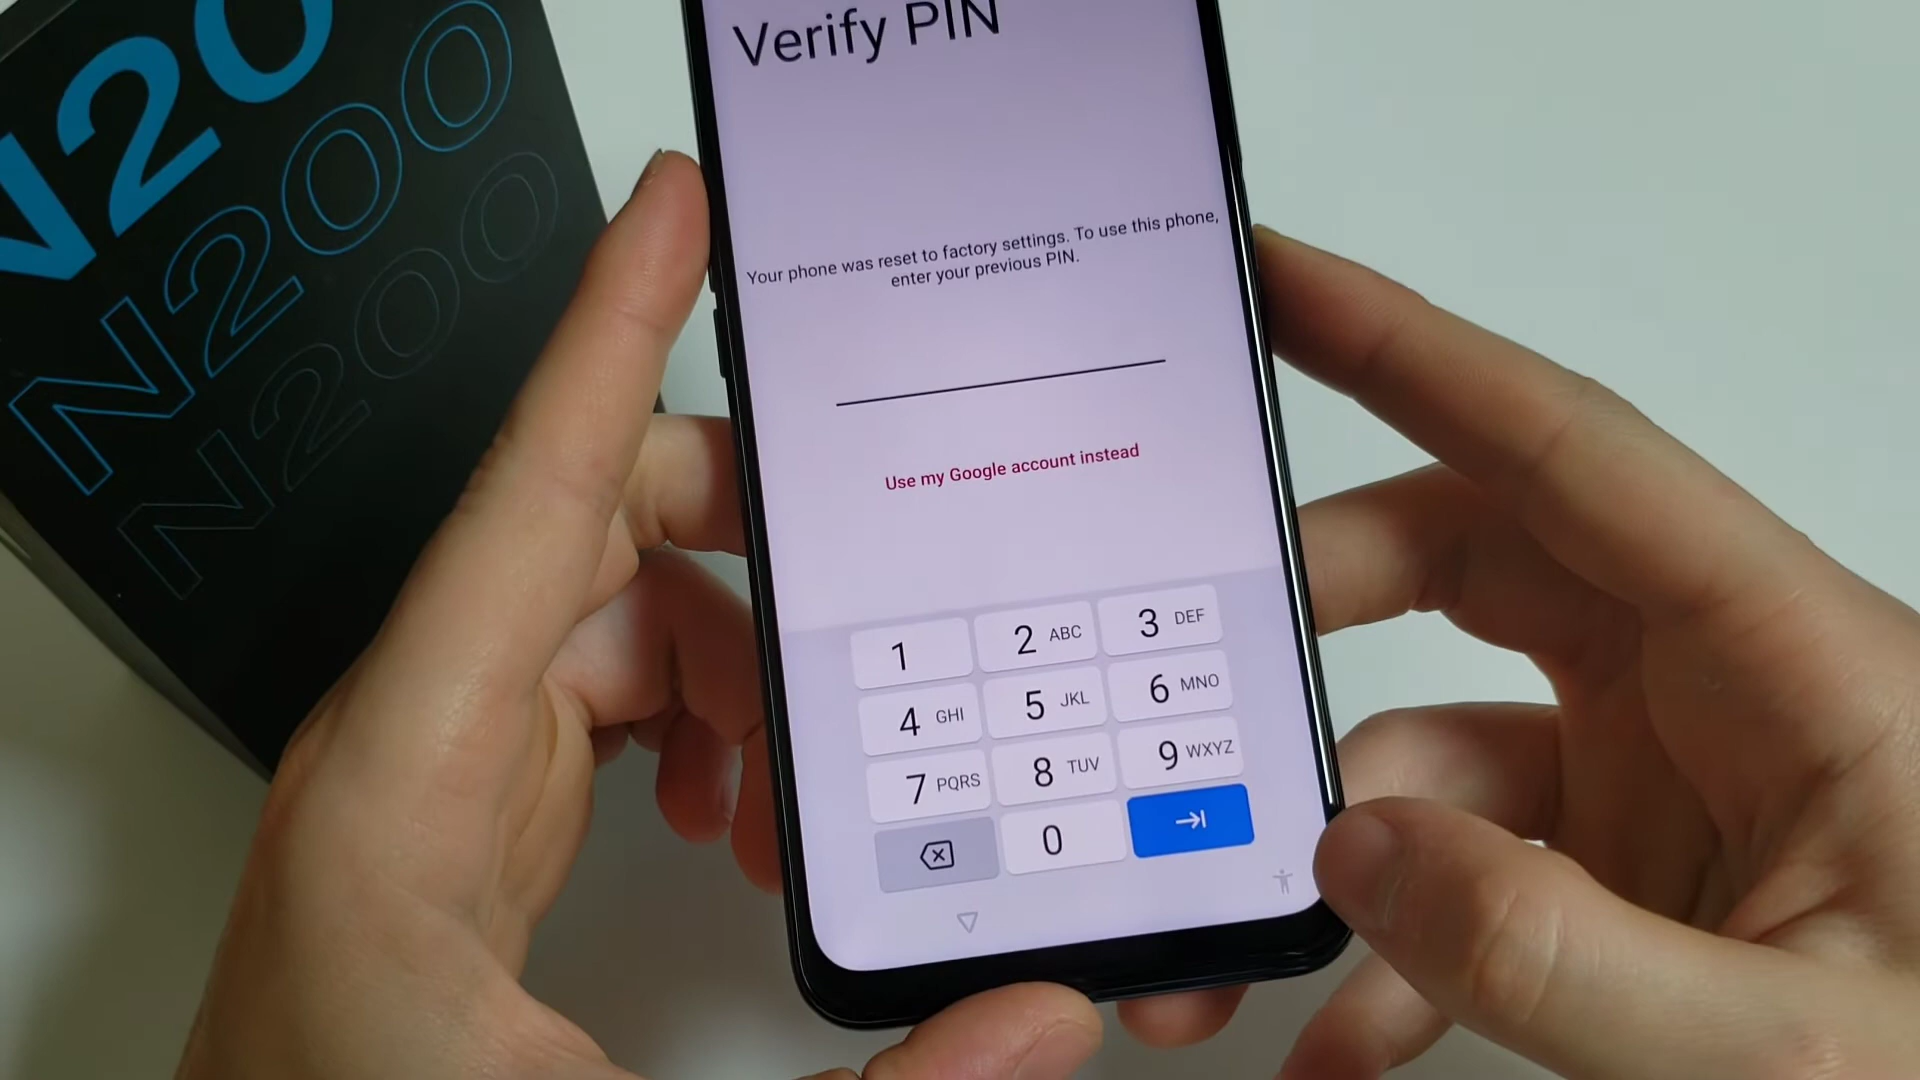 N20
N200
N200
Verify PIN
Your phone was reset to factory settings. To use this phone,
enter your previous PIN.
Use my Google account instead
1
2 ABC
3 DEF
4 GHI
5 JKL
6 MNO
7 PQRS
8 TUV
9 WXYZ
0